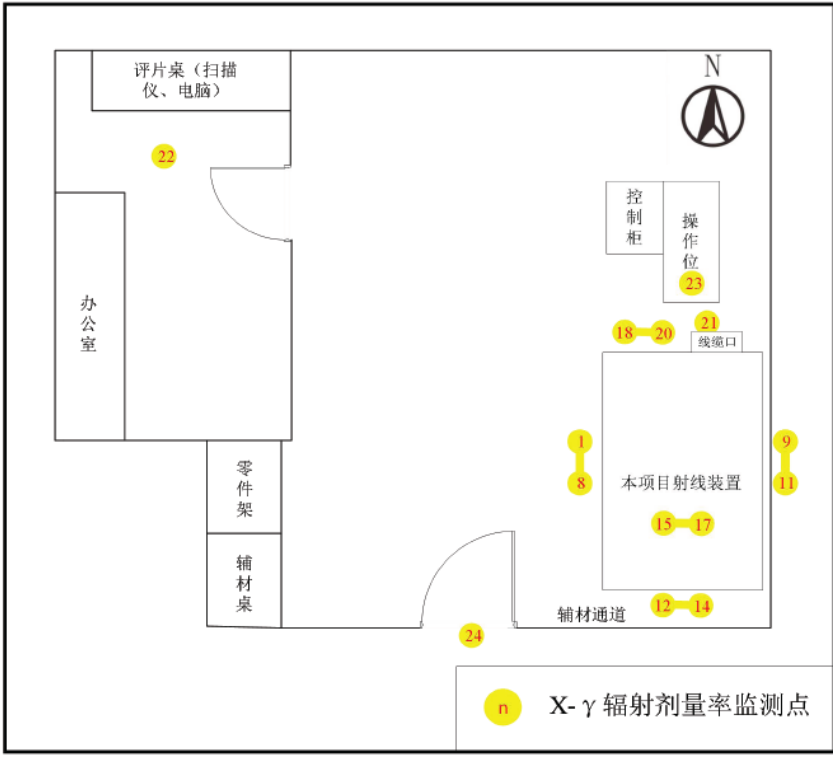 评片桌（扫描
仪、电脑）
N
22
控制柜
操作位
23
办公室
21
18
20
线缆口
1
9
零件架
8
本项目射线装置
11
15
17
辅材桌
12
14
辅材通道
24
n
X-γ辐射剂量率监测点